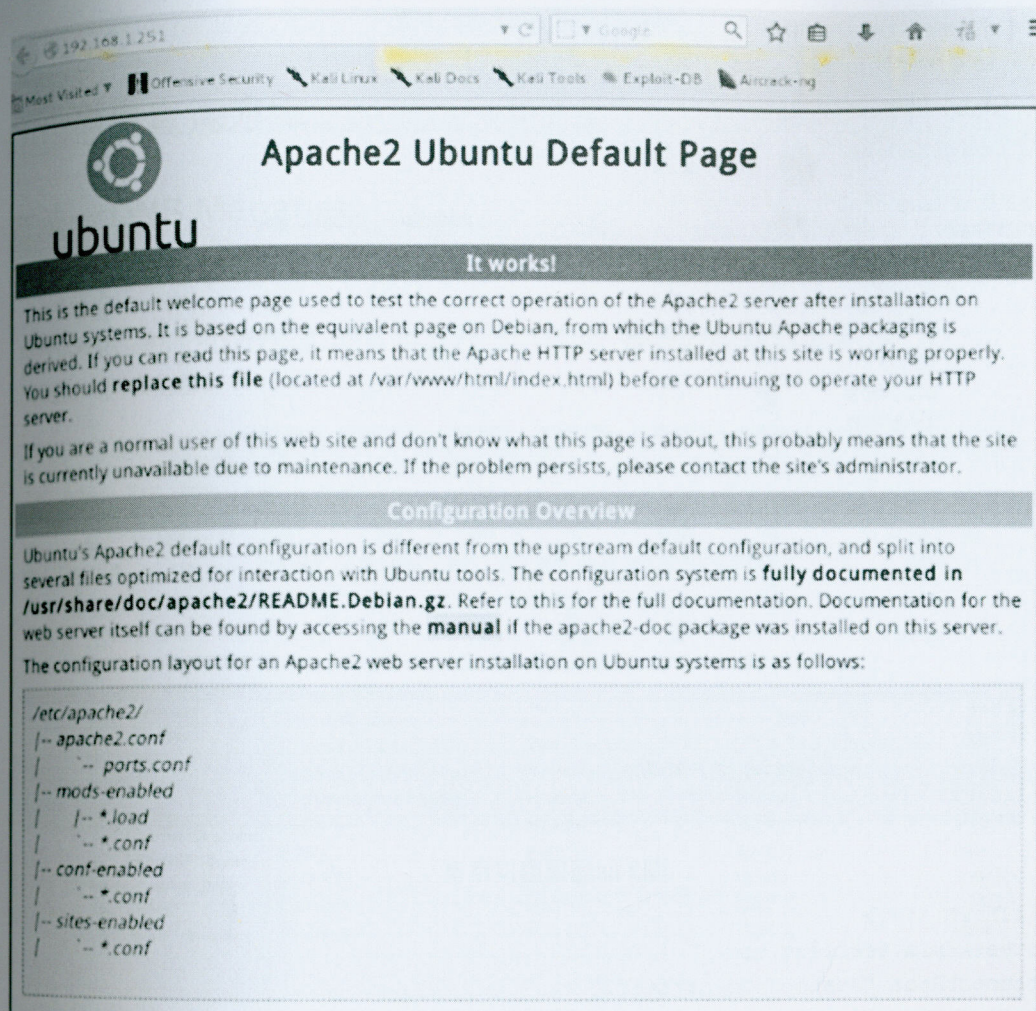 192.168.1.251
Google
Most Visited
Offensive Security
Kali Linux
Kali Docs
Kali Tools
Exploit-DB
Aircrack-ng
Apache2 Ubuntu Default Page
ubuntu
It works!
This is the default welcome page used to test the correct operation of the Apache2 server after installation on
Ubuntu systems. It is based on the equivalent page on Debian, from which the Ubuntu Apache packaging is
derived. If you can read this page, it means that the Apache HTTP server installed at this site is working properly.
You should replace this file (located at /var/www/html/index.html) before continuing to operate your HTTP
server.
If you are a normal user of this web site and don't know what this page is about, this probably means that the site
is currently unavailable due to maintenance. If the problem persists, please contact the site's administrator.
Configuration Overview
Ubuntu's Apache2 default configuration is different from the upstream default configuration, and split into
several files optimized for interaction with Ubuntu tools. The configuration system is fully documented in
/usr/share/doc/apache2/README.Debian.gz. Refer to this for the full documentation. Documentation for the
web server itself can be found by accessing the manual if the apache2-doc package was installed on this server.
The configuration layout for an Apache2 web server installation on Ubuntu systems is as follows:
/etc/apache2/
|-- apache2.conf
|       `-- ports.conf
|-- mods-enabled
|       |-- *.load
|       `-- *.conf
|-- conf-enabled
|       `-- *.conf
|-- sites-enabled
|       `-- *.conf